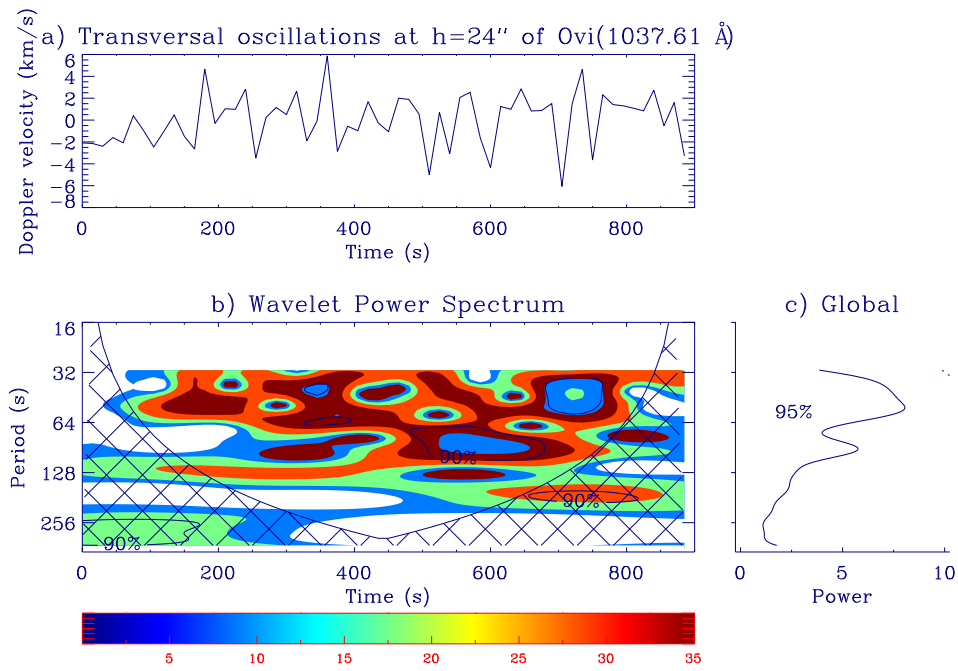 a) Transversal oscillations at h=24" of Ovi(1037.61 Å)
Doppler velocity (km/s)
6
4
2
0
-2
-4
-6
-8
0 200 400 600 800
Time (s)
b) Wavelet Power Spectrum
c) Global
Period (s)
16
32
64
128
256
90%
90%
90%
95%
0 200 400 600 800
Time (s)
0 5 10
Power
5 10 15 20 25 30 35